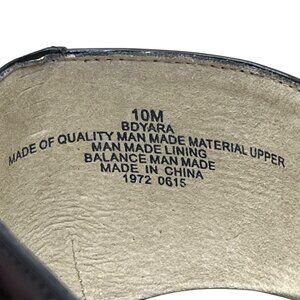 10M
BDYARA
MADE OF QUALITY MAN MADE MATERIAL UPPER
MAN MADE LINING
BALANCE MAN MADE
MADE IN CHINA
1972 0615